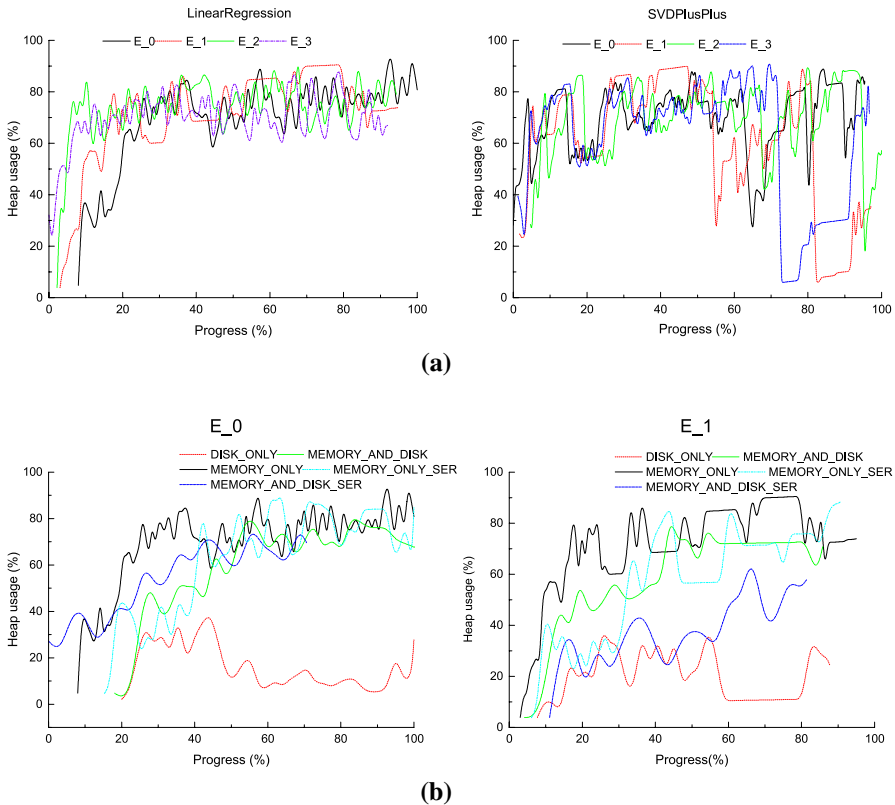 LinearRegression
E_0 E_1 E_2 E_3
100
80
60
40
20
0
Heap usage (%)
0 20 40 60 80 100
Progress (%)
SVDPlusPlus
E_0 E_1 E_2 E_3
100
80
60
40
20
0
Heap usage (%)
0 20 40 60 80 100
Progress (%)
(a)
E_0
DISK_ONLY MEMORY_AND_DISK
MEMORY_ONLY MEMORY_ONLY_SER
MEMORY_AND_DISK_SER
100
80
60
40
20
0
Heap usage (%)
0 20 40 60 80 100
Progress (%)
E_1
DISK_ONLY MEMORY_AND_DISK
MEMORY_ONLY MEMORY_ONLY_SER
MEMORY_AND_DISK_SER
100
80
60
40
20
0
Heap usage (%)
0 20 40 60 80 100
Progress(%)
(b)